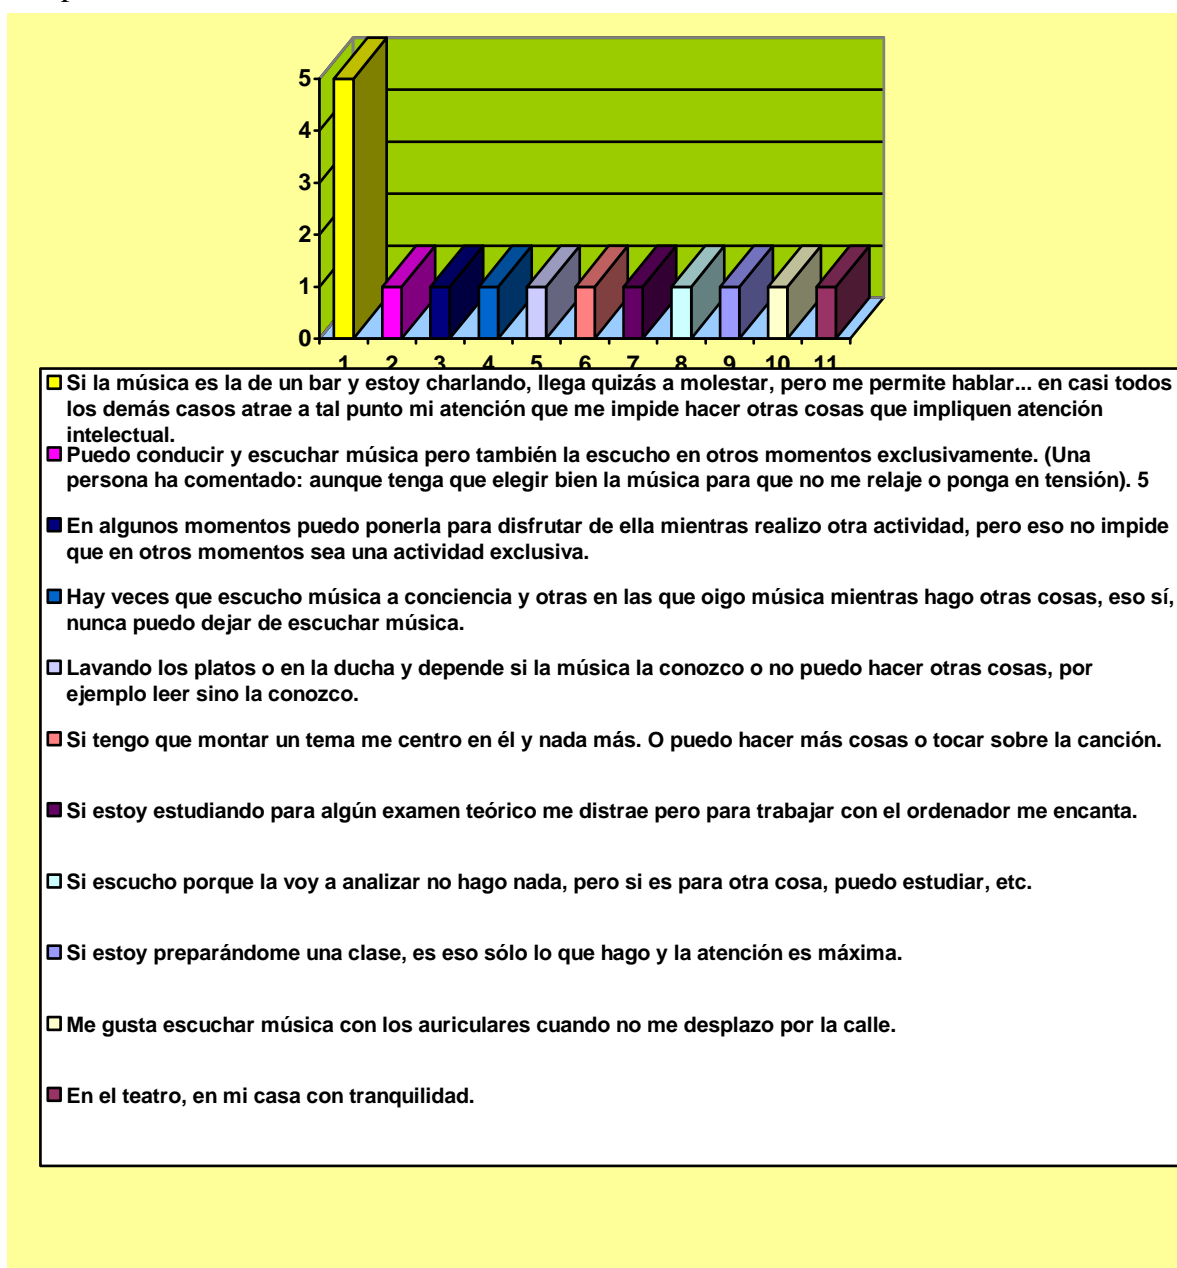 5
4
3
2
1
0
1 2 3 4 5 6 7 8 9 10 11
Si la música es la de un bar y estoy charlando, llega quizás a molestar, pero me permite hablar... en casi todos
los demás casos atrae a tal punto mi atención que me impide hacer otras cosas que impliquen atención
intelectual.
Puedo conducir y escuchar música pero también la escucho en otros momentos exclusivamente. (Una
persona ha comentado: aunque tenga que elegir bien la música para que no me relaje o ponga en tensión). 5
En algunos momentos puedo ponerla para disfrutar de ella mientras realizo otra actividad, pero eso no impide
que en otros momentos sea una actividad exclusiva.
Hay veces que escucho música a conciencia y otras en las que oigo música mientras hago otras cosas, eso sí,
nunca puedo dejar de escuchar música.
Lavando los platos o en la ducha y depende si la música la conozco o no puedo hacer otras cosas, por
ejemplo leer sino la conozco.
Si tengo que montar un tema me centro en él y nada más. O puedo hacer más cosas o tocar sobre la canción.
Si estoy estudiando para algún examen teórico me distrae pero para trabajar con el ordenador me encanta.
Si escucho porque la voy a analizar no hago nada, pero si es para otra cosa, puedo estudiar, etc.
Si estoy preparándome una clase, es eso sólo lo que hago y la atención es máxima.
Me gusta escuchar música con los auriculares cuando no me desplazo por la calle.
En el teatro, en mi casa con tranquilidad.